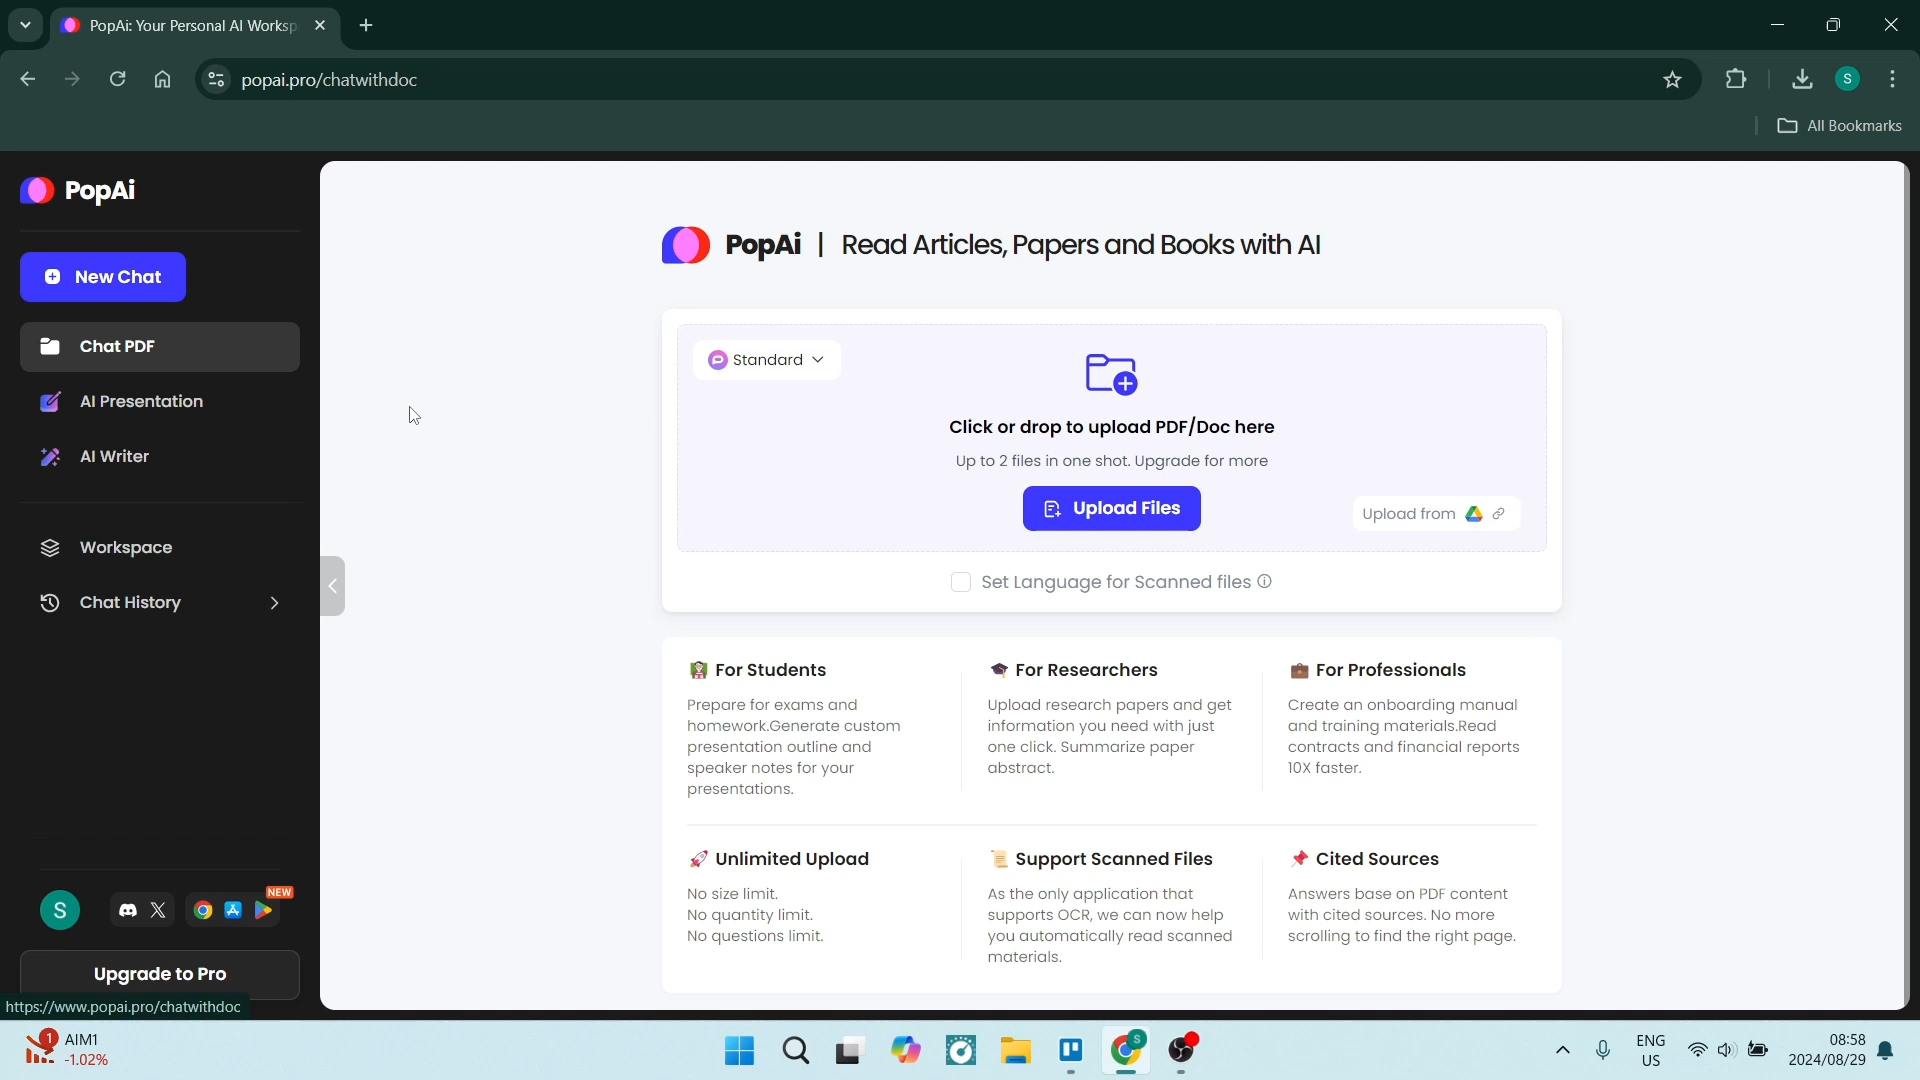 PopAi: Your Personal AI Worksp
popai.pro/chatwithdoc
S
All Bookmarks
PopAi
New Chat
Chat PDF
AI Presentation
AI Writer
Workspace
Chat History
NEW
S
Upgrade to Pro
https://www.popai.pro/chatwithdoc
PopAi | Read Articles, Papers and Books with AI
Standard
Click or drop to upload PDF/Doc here
Up to 2 files in one shot. Upgrade for more
Upload Files
Upload from
Set Language for Scanned files
For Students
Prepare for exams and
homework.Generate custom
presentation outline and
speaker notes for your
presentations.
For Researchers
Upload research papers and get
information you need with just
one click. Summarize paper
abstract.
For Professionals
Create an onboarding manual
and training materials.Read
contracts and financial reports
10X faster.
Unlimited Upload
No size limit.
No quantity limit.
No questions limit.
Support Scanned Files
As the only application that
supports OCR, we can now help
you automatically read scanned
materials.
Cited Sources
Answers base on PDF content
with cited sources. No more
scrolling to find the right page.
1
AIM1
-1.02%
S
ENG
US
08:58
2024/08/29